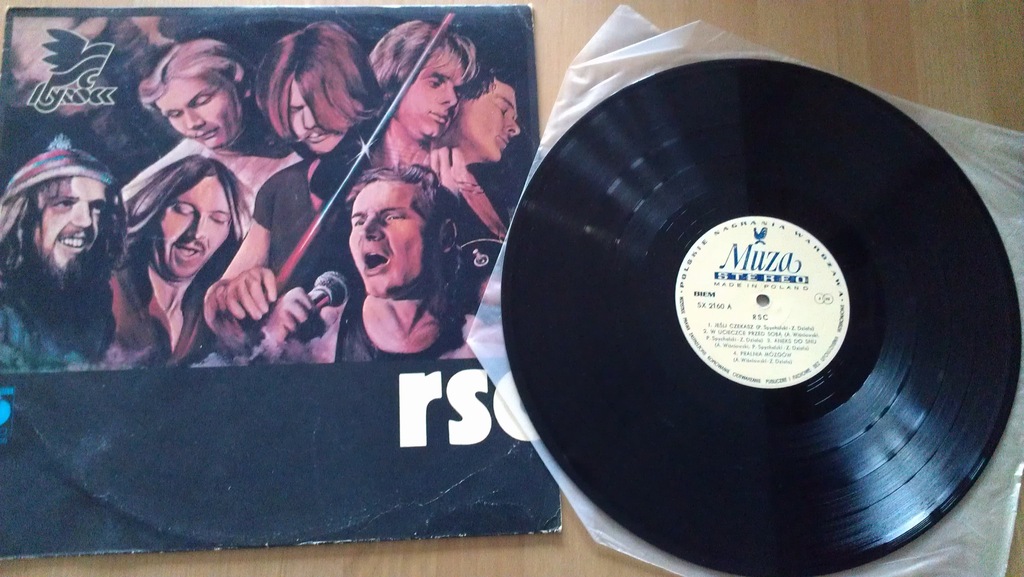 rsc
POLSKIE NAGRANIA WARSZAWA
Muza
STEREO
MADE IN POLAND
BIEM
SX 2160 A
RSC
1. JEŚLI CZEKASZ (P. Spychalski - Z. Działa)
2. W UCIECZCE PRZED SOBĄ (A. Wiśniowski,
P. Spychalski - Z. Działa) 3. ANEKS DO SNU
(A. Wiśniowski, P. Spychalski - Z. Działa)
4. PRALNIA MÓZGÓW
(A. Wiśniowski - Z. Działa)